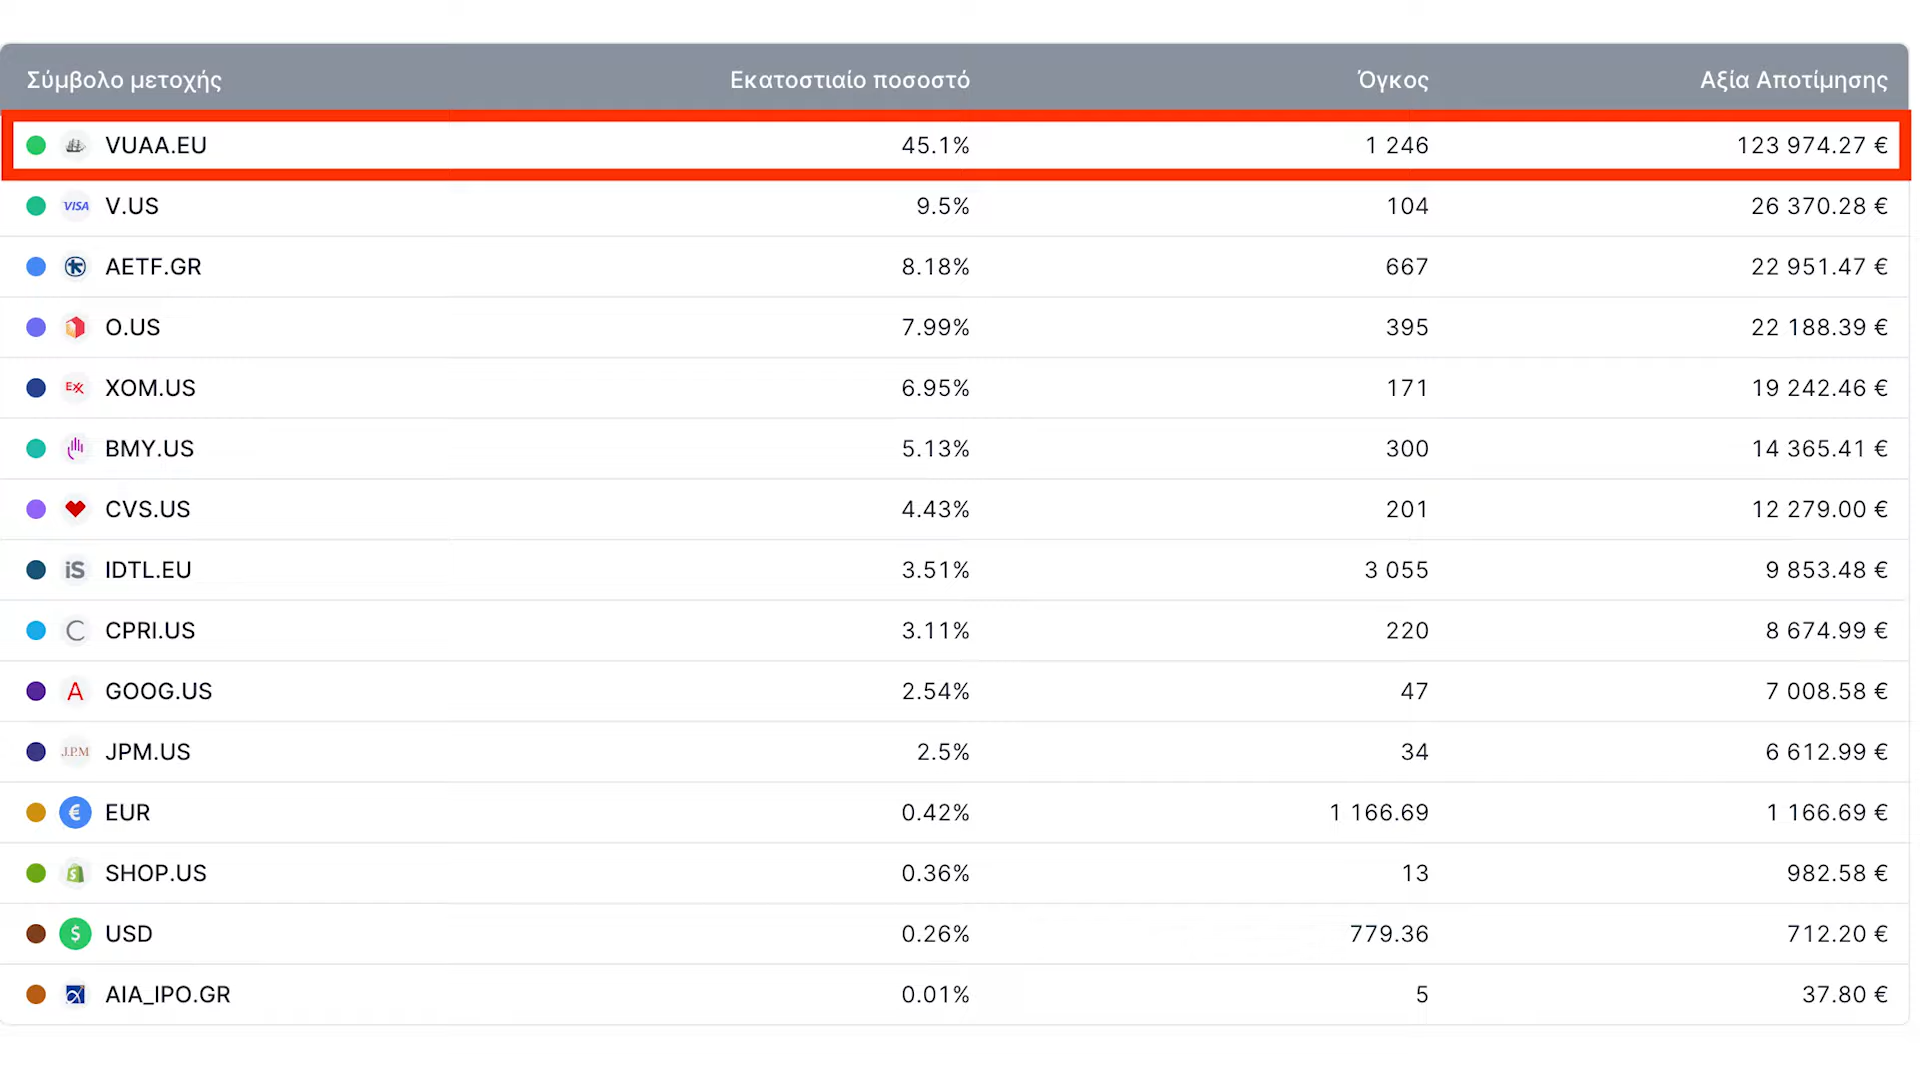 Σύμβολο μετοχής Εκατοστιαίο ποσοστό Όγκος Αξία Αποτίμησης
VUAA.EU 45.1% 1 246 123 974.27 €
VISA V.US 9.5% 104 26 370.28 €
AETF.GR 8.18% 667 22 951.47 €
O.US 7.99% 395 22 188.39 €
EXX XOM.US 6.95% 171 19 242.46 €
BMY.US 5.13% 300 14 365.41 €
CVS.US 4.43% 201 12 279.00 €
iS IDTL.EU 3.51% 3 055 9 853.48 €
C CPRI.US 3.11% 220 8 674.99 €
A GOOG.US 2.54% 47 7 008.58 €
J.P.M JPM.US 2.5% 34 6 612.99 €
€ EUR 0.42% 1 166.69 1 166.69 €
S SHOP.US 0.36% 13 982.58 €
$ USD 0.26% 779.36 712.20 €
AIA_IPO.GR 0.01% 5 37.80 €